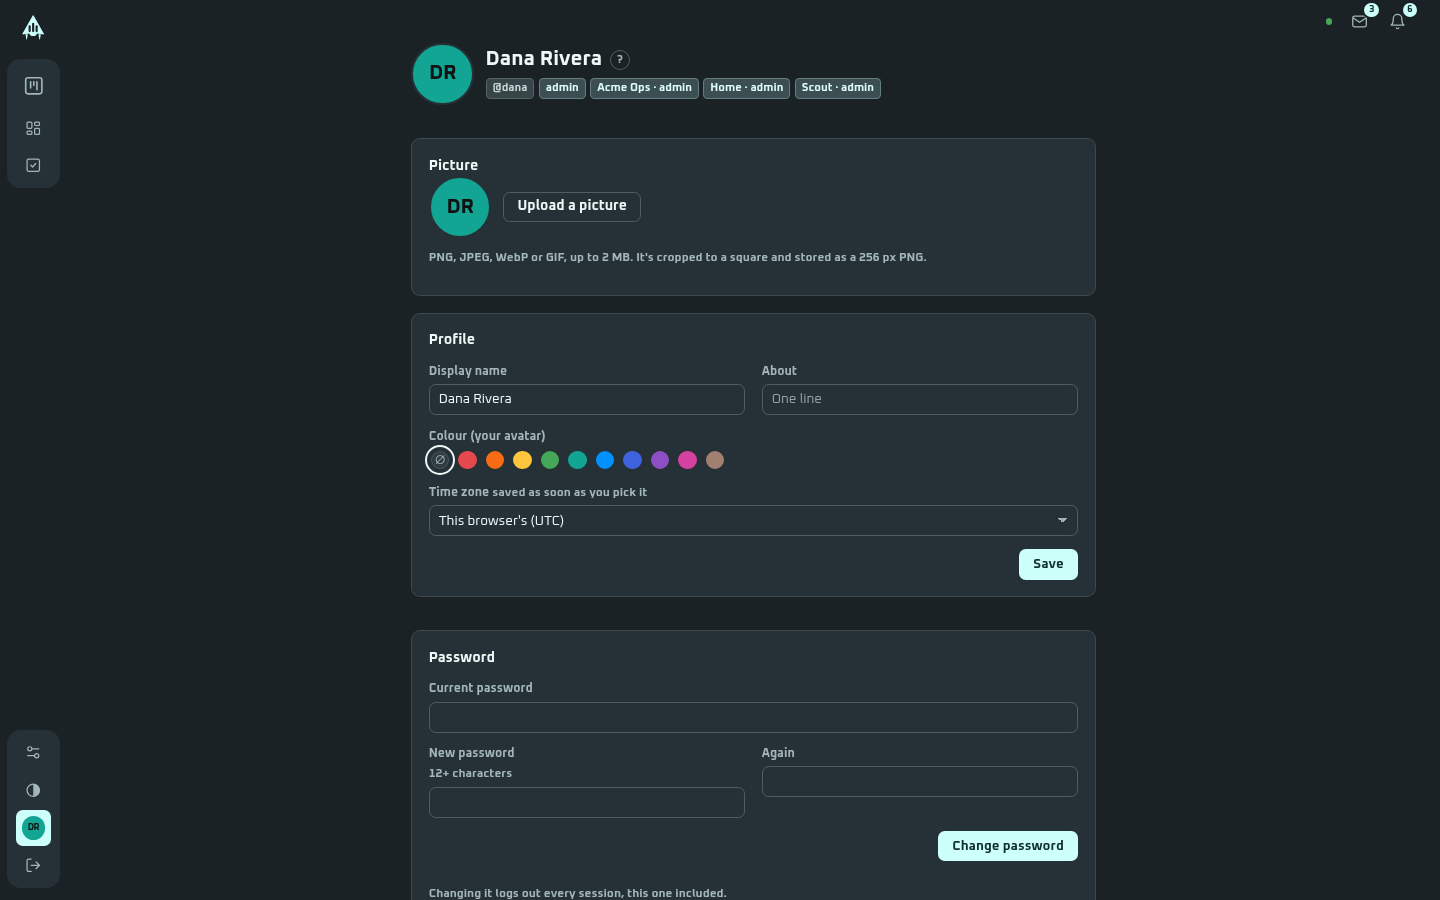 3
6
DR
Dana Rivera
?
@dana
admin
Acme Ops · admin
Home · admin
Scout · admin
Picture
DR
Upload a picture
PNG, JPEG, WebP or GIF, up to 2 MB. It's cropped to a square and stored as a 256 px PNG.
Profile
Display name
About
Dana Rivera
One line
Colour (your avatar)
Time zone saved as soon as you pick it
This browser's (UTC)
Save
Password
Current password
New password
Again
12+ characters
DR
Change password
Changing it logs out every session, this one included.